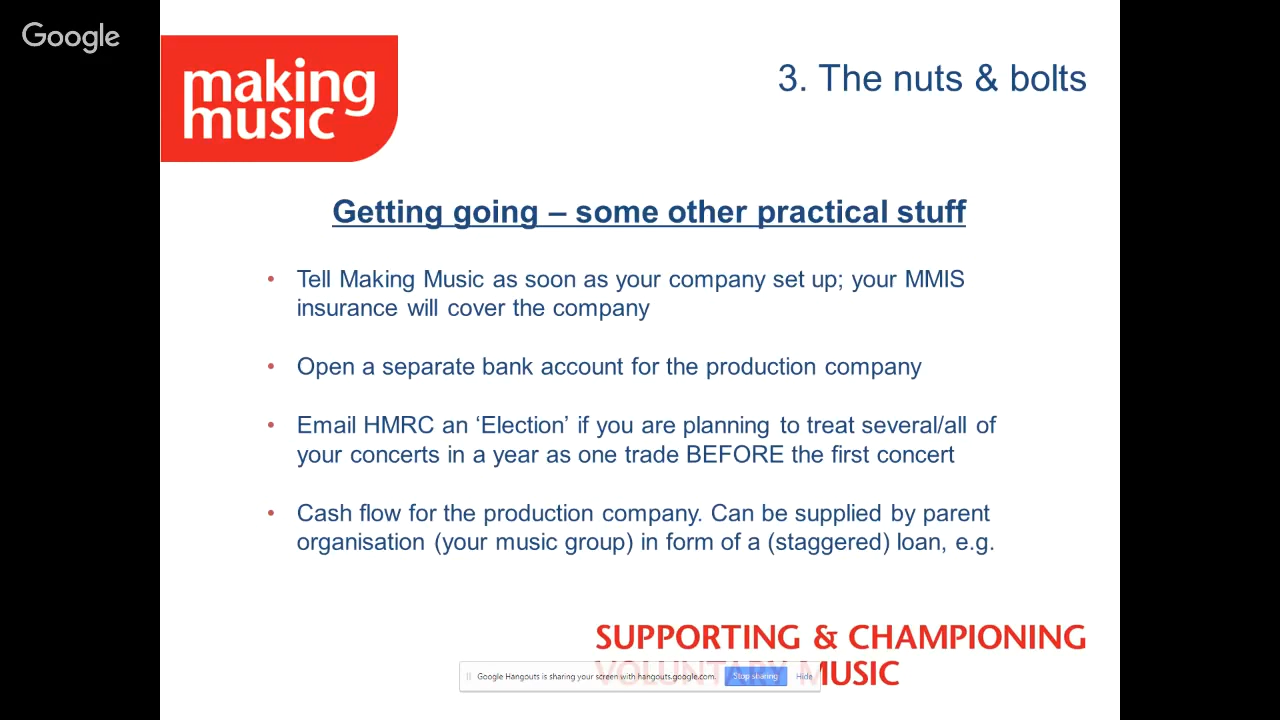 Google
making
music
3. The nuts & bolts
Getting going – some other practical stuff
• Tell Making Music as soon as your company set up; your MMIS
insurance will cover the company
• Open a separate bank account for the production company
• Email HMRC an ‘Election’ if you are planning to treat several/all of
your concerts in a year as one trade BEFORE the first concert
• Cash flow for the production company. Can be supplied by parent
organisation (your music group) in form of a (staggered) loan, e.g.
SUPPORTING & CHAMPIONING
VOLUNTARY MUSIC
Google Hangouts is sharing your screen with hangouts.google.com.
Stop sharing
Hide